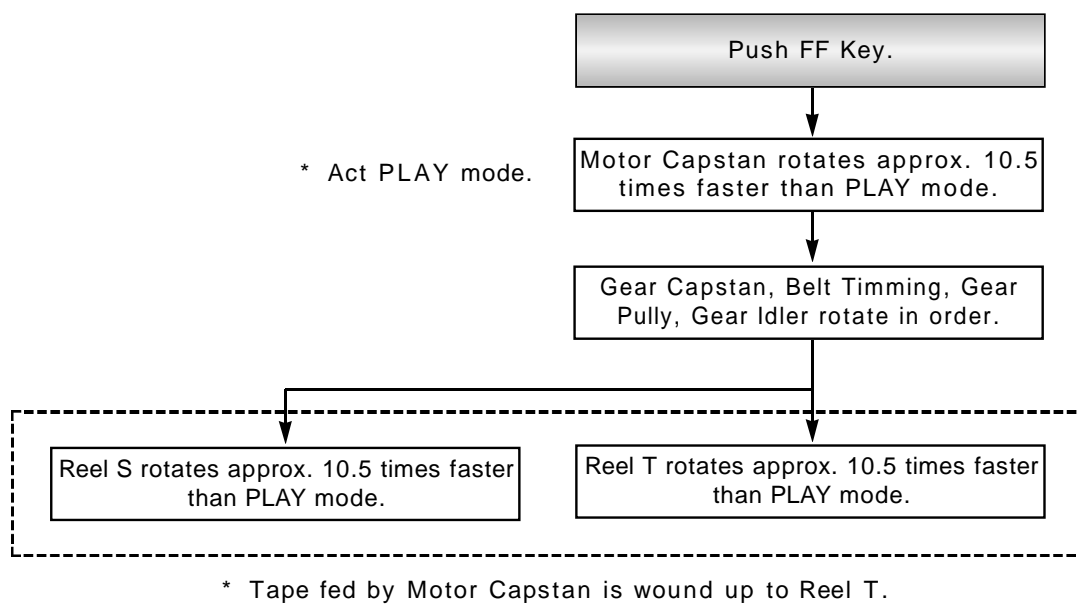 Push FF Key.
* Act PLAY mode.
Motor Capstan rotates approx. 10.5
times faster than PLAY mode.
Gear Capstan, Belt Timming, Gear
Pully, Gear Idler rotate in order.
Reel S rotates approx. 10.5 times faster
than PLAY mode.
Reel T rotates approx. 10.5 times faster
than PLAY mode.
* Tape fed by Motor Capstan is wound up to Reel T.